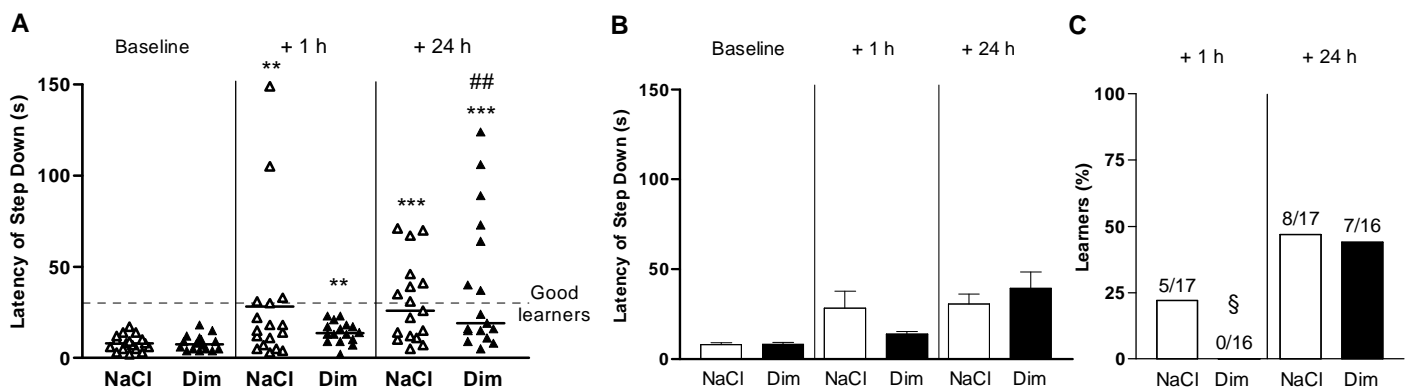 A
Baseline
+ 1 h
+ 24 h
**
##
***
***
**
150
100
50
0
Latency of Step Down (s)
Good
learners
NaCl Dim NaCl Dim NaCl Dim
B
Baseline
+ 1 h
+ 24 h
150
100
50
0
Latency of Step Down (s)
NaCl Dim NaCl Dim NaCl Dim
C
+ 1 h
+ 24 h
100
75
50
25
0
Learners (%)
5/17
§
0/16
8/17
7/16
NaCl Dim NaCl Dim